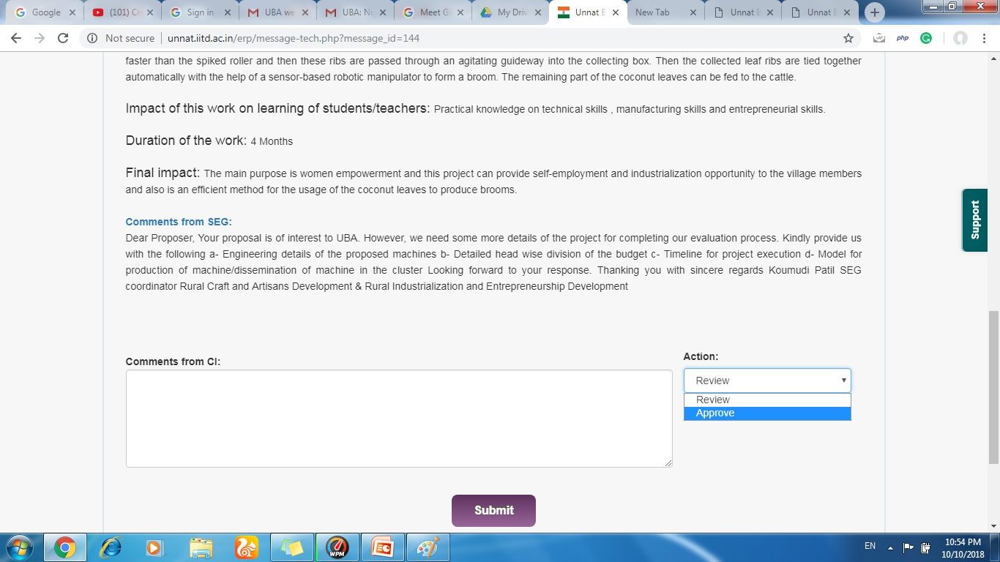 Google
(101) C
Sign in
UBA we
UBA: N
Meet G
My Driv
Unnat B
New Tab
Unnat B
Unnat B
Not secure | unnat.iitd.ac.in/erp/message-tech.php?message_id=144
php
faster than the spiked roller and then these ribs are passed through an agitating guideway into the collecting box. Then the collected leaf ribs are tied together
automatically with the help of a sensor-based robotic manipulator to form a broom. The remaining part of the coconut leaves can be fed to the cattle.
Impact of this work on learning of students/teachers: Practical knowledge on technical skills , manufacturing skills and entrepreneurial skills.
Duration of the work: 4 Months
Final impact: The main purpose is women empowerment and this project can provide self-employment and industrialization opportunity to the village members
and also is an efficient method for the usage of the coconut leaves to produce brooms.
Support
Comments from SEG:
Dear Proposer, Your proposal is of interest to UBA. However, we need some more details of the project for completing our evaluation process. Kindly provide us
with the following a- Engineering details of the proposed machines b- Detailed head wise division of the budget c- Timeline for project execution d- Model for
production of machine/dissemination of machine in the cluster Looking forward to your response. Thanking you with sincere regards Koumudi Patil SEG
coordinator Rural Craft and Artisans Development & Rural Industrialization and Entrepreneurship Development
Comments from CI:
Action:
Review
Review
Approve
Submit
WPM
EN
10:54 PM
10/10/2018